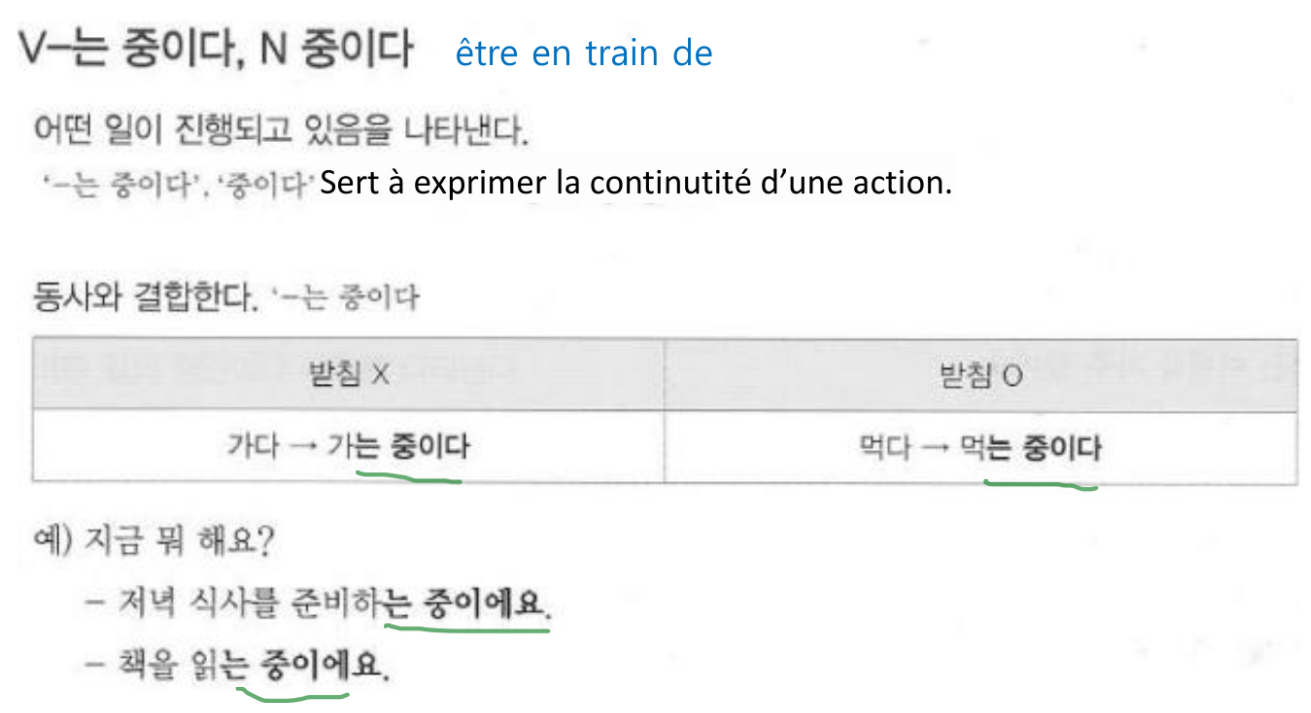 V-는 중이다, N 중이다 être en train de
어떤 일이 진행되고 있음을 나타낸다.
‘-는 중이다’, ‘중이다’ Sert à exprimer la continutité d’une action.
동사와 결합한다. ‘-는 중이다
받침 X 받침 O
가다 → 가는 중이다 먹다 → 먹는 중이다
예) 지금 뭐 해요?
- 저녁 식사를 준비하는 중이에요.
- 책을 읽는 중이에요.